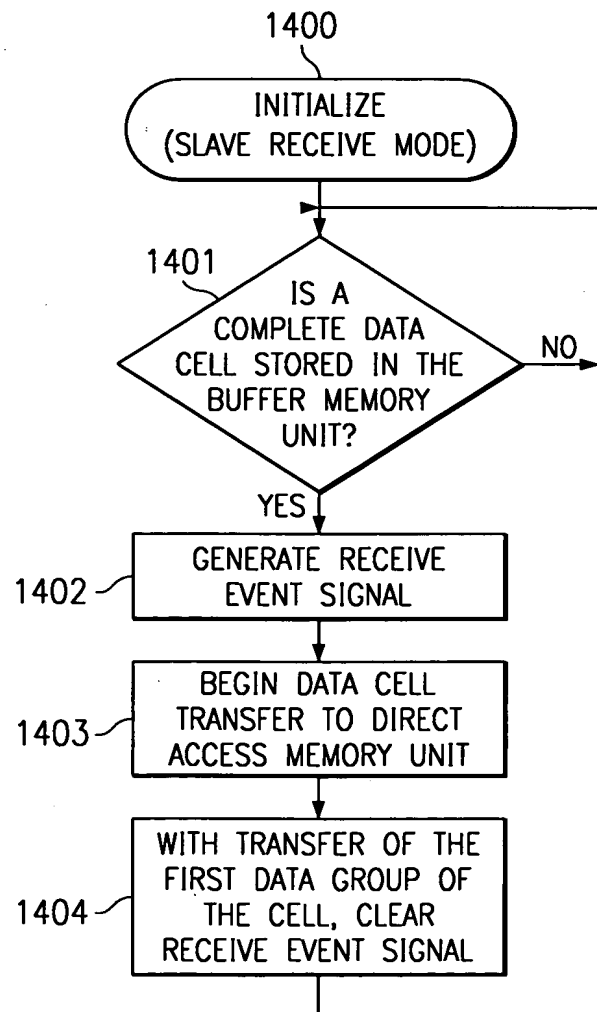 1400
INITIALIZE
(SLAVE RECEIVE MODE)
1401
IS A
COMPLETE DATA
CELL STORED IN THE
BUFFER MEMORY
UNIT?
NO
YES
1402
GENERATE RECEIVE
EVENT SIGNAL
1403
BEGIN DATA CELL
TRANSFER TO DIRECT
ACCESS MEMORY UNIT
1404
WITH TRANSFER OF THE
FIRST DATA GROUP OF
THE CELL, CLEAR
RECEIVE EVENT SIGNAL